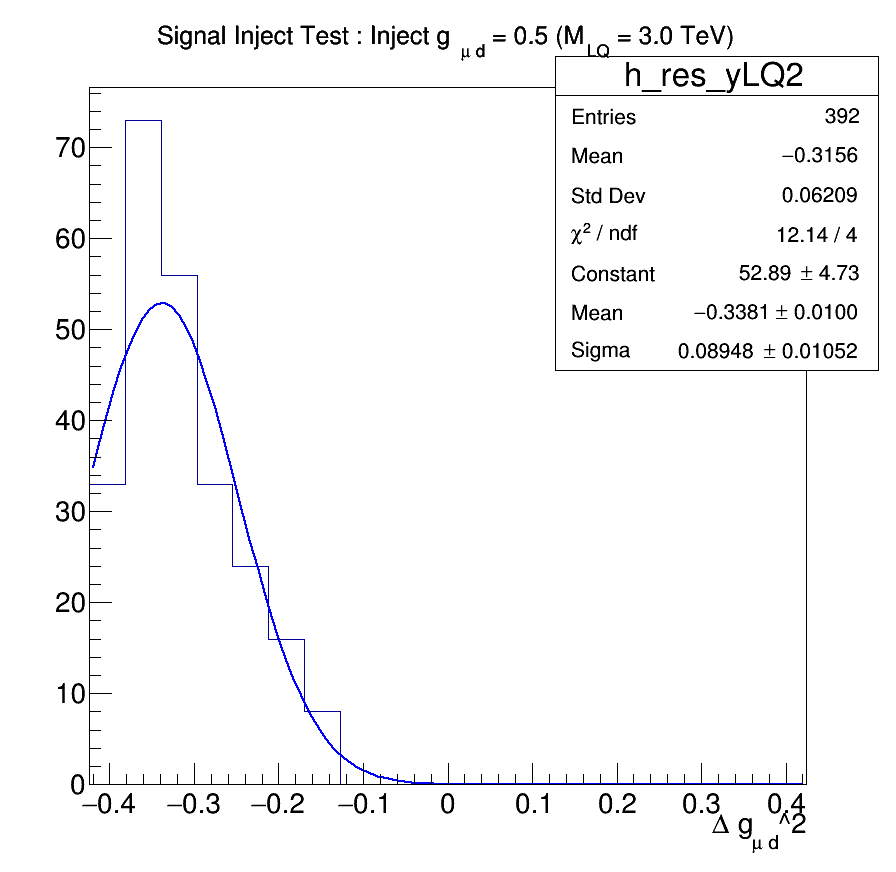 Signal Inject Test : Inject g μ d = 0.5 (M LQ = 3.0 TeV)
h_res_yLQ2
Entries 392
Mean −0.3156
Std Dev 0.06209
χ² / ndf 12.14 / 4
Constant 52.89 ± 4.73
Mean −0.3381 ± 0.0100
Sigma 0.08948 ± 0.01052
70
60
50
40
30
20
10
0
−0.4 −0.3 −0.2 −0.1 0 0.1 0.2 0.3 0.4
Δ g μ d ^2